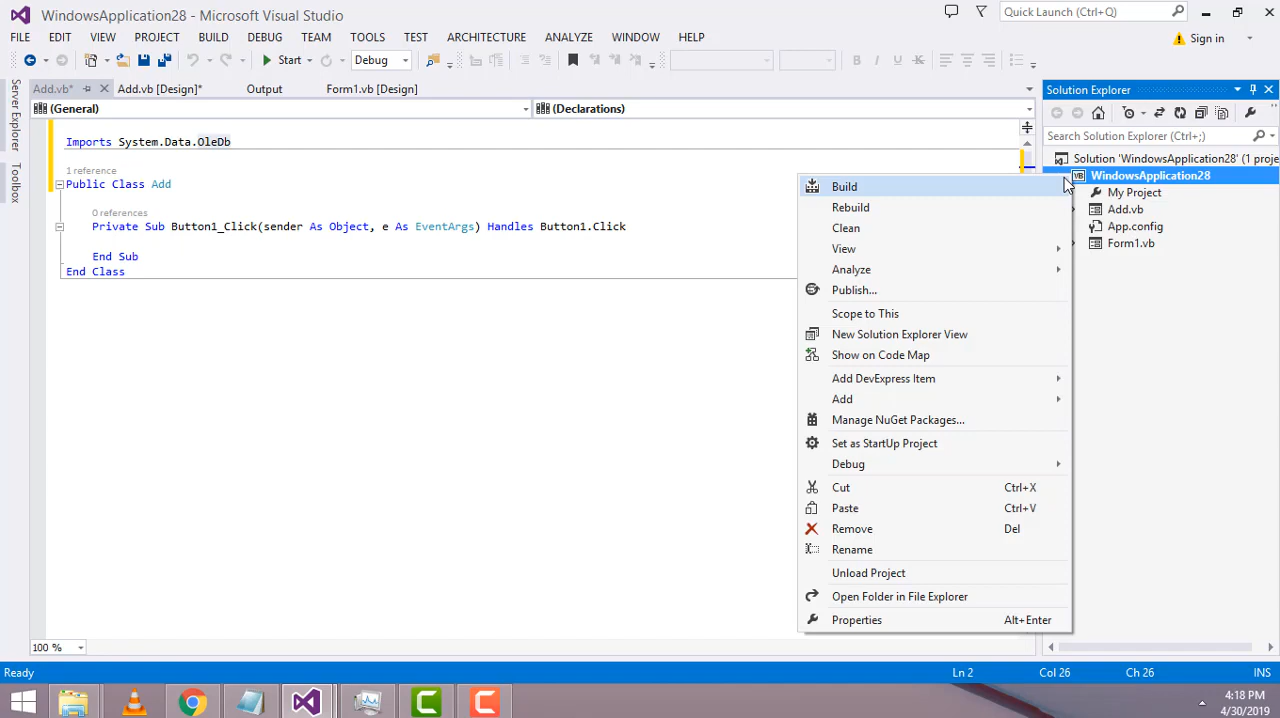 WindowsApplication28 - Microsoft Visual Studio
Quick Launch (Ctrl+Q)
FILE EDIT VIEW PROJECT BUILD DEBUG TEAM TOOLS TEST ARCHITECTURE ANALYZE WINDOW HELP
Sign in
Start Debug
Add.vb* Add.vb [Design]* Output Form1.vb [Design]
(General) (Declarations)
Server Explorer
Toolbox
Imports System.Data.OleDb
1 reference
Public Class Add
0 references
Private Sub Button1_Click(sender As Object, e As EventArgs) Handles Button1.Click
End Sub
End Class
Build
Rebuild
Clean
View
Analyze
Publish...
Scope to This
New Solution Explorer View
Show on Code Map
Add DevExpress Item
Add
Manage NuGet Packages...
Set as StartUp Project
Debug
Cut Ctrl+X
Paste Ctrl+V
Remove Del
Rename
Unload Project
Open Folder in File Explorer
Properties Alt+Enter
Solution Explorer
Search Solution Explorer (Ctrl+;)
Solution 'WindowsApplication28' (1 proje
VB WindowsApplication28
My Project
Add.vb
App.config
Form1.vb
100 %
Ready Ln 2 Col 26 Ch 26 INS
4:18 PM
4/30/2019